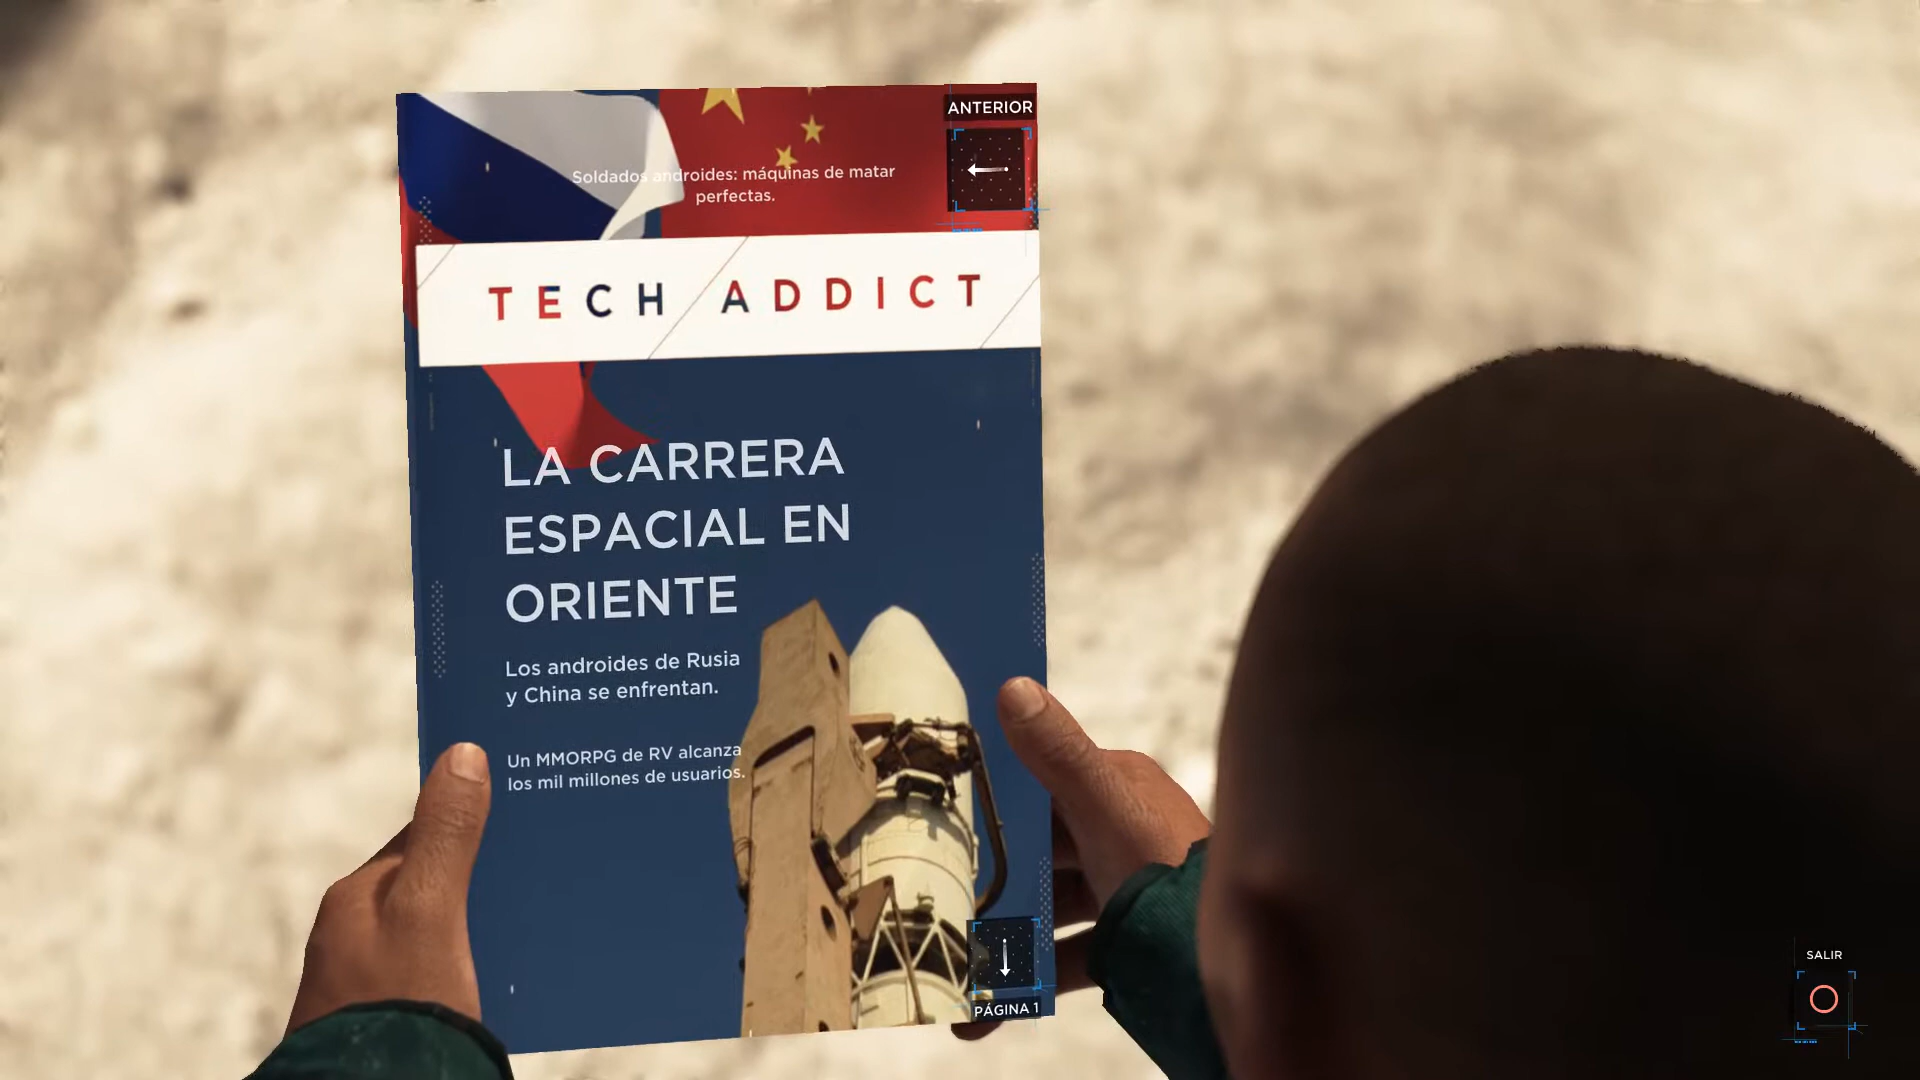 ANTERIOR
Soldados androides: máquinas de matar
perfectas.
TECH ADDICT
LA CARRERA
ESPACIAL EN
ORIENTE
Los androides de Rusia
y China se enfrentan.
Un MMORPG de RV alcanza
los mil millones de usuarios.
PÁGINA 1
SALIR